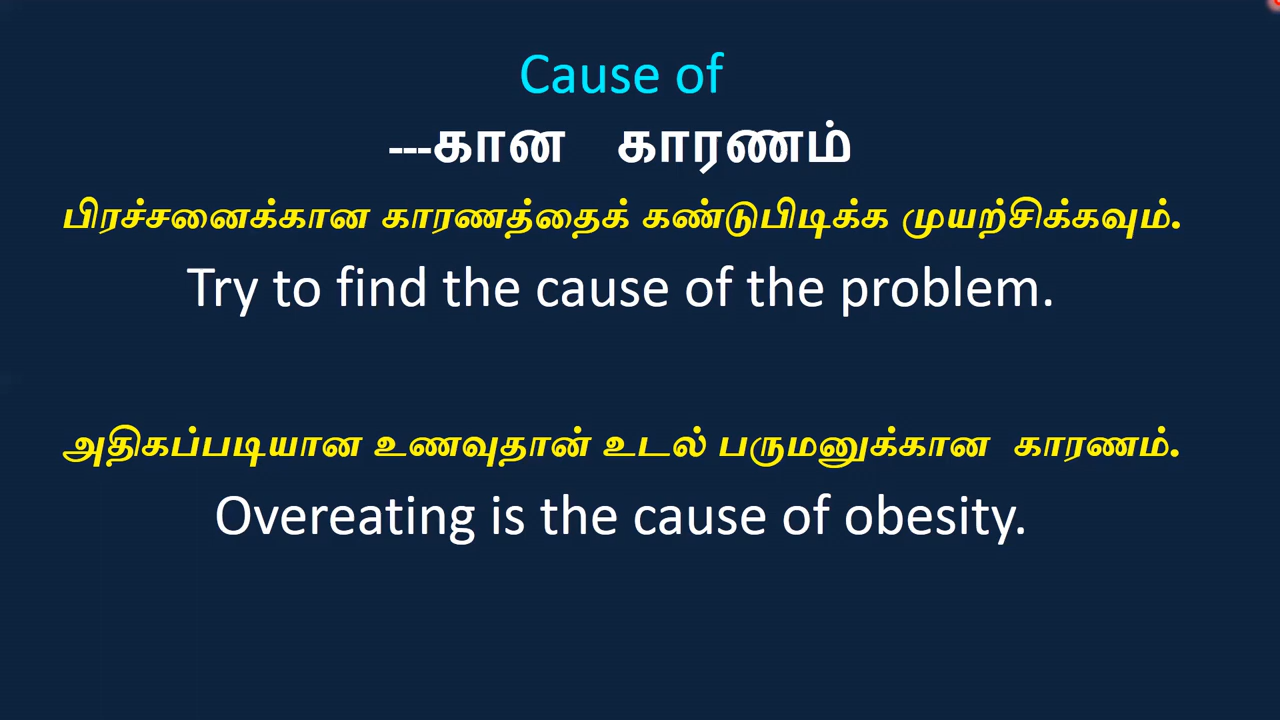 Cause of
---கான காரணம்
பிரச்சனைக்கான காரணத்தைக் கண்டுபிடிக்க முயற்சிக்கவும்.
Try to find the cause of the problem.
அதிகப்படியான உணவுதான் உடல் பருமனுக்கான காரணம்.
Overeating is the cause of obesity.